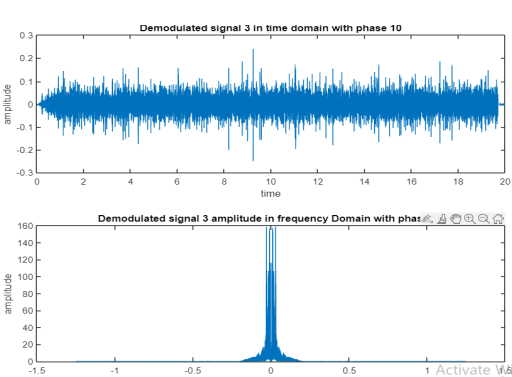 Demodulated signal 3 in time domain with phase 10
0.3
0.2
0.1
0
-0.1
-0.2
-0.3
amplitude
0 2 4 6 8 10 12 14 16 18 20
time
Demodulated signal 3 amplitude in frequency Domain with phas
160
140
120
100
80
60
40
20
0
amplitude
-1.5 -1 -0.5 0 0.5 1 1.5
Activate W